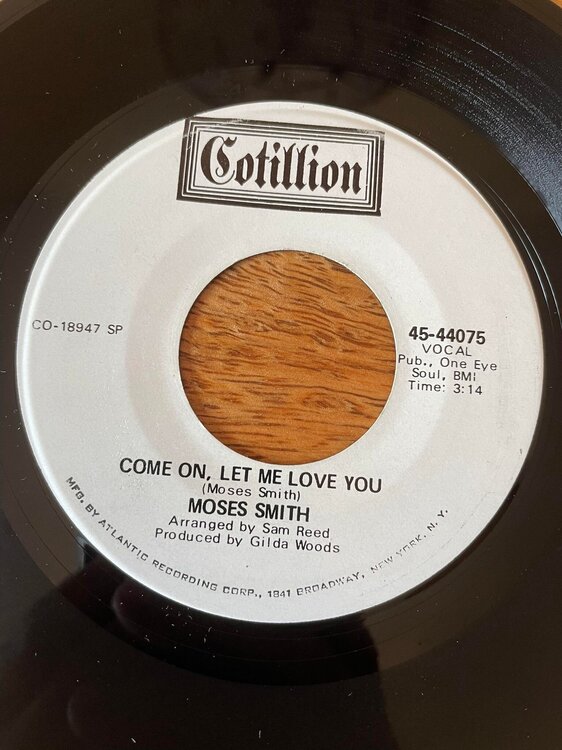 Cotillion
CO-18947 SP
45-44075
VOCAL
Pub., One Eye
Soul, BMI
Time: 3:14
COME ON, LET ME LOVE YOU
(Moses Smith)
MOSES SMITH
Arranged by Sam Reed
Produced by Gilda Woods
MFG. BY ATLANTIC RECORDING CORP., 1841 BROADWAY, NEW YORK, N. Y.